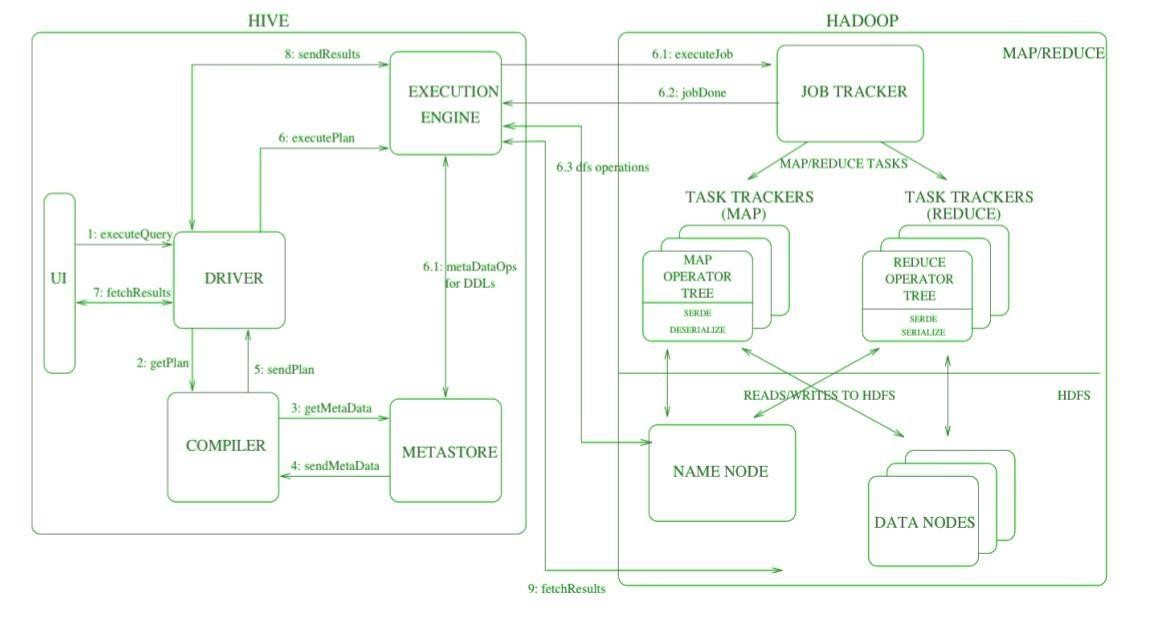 HIVE
HADOOP
8: sendResults
6.1: executeJob
MAP/REDUCE
EXECUTION
ENGINE
6.2: jobDone
JOB TRACKER
6: executePlan
6.3 dfs operations
MAP/REDUCE TASKS
TASK TRACKERS
(MAP)
TASK TRACKERS
(REDUCE)
1: executeQuery
UI
DRIVER
7: fetchResults
6.1: metaDataOps
for DDLs
MAP
OPERATOR
TREE
SERDE
DESERIALIZE
REDUCE
OPERATOR
TREE
SERDE
SERIALIZE
2: getPlan
5: sendPlan
READS/WRITES TO HDFS
HDFS
3: getMetaData
COMPILER
METASTORE
4: sendMetaData
NAME NODE
DATA NODES
9: fetchResults